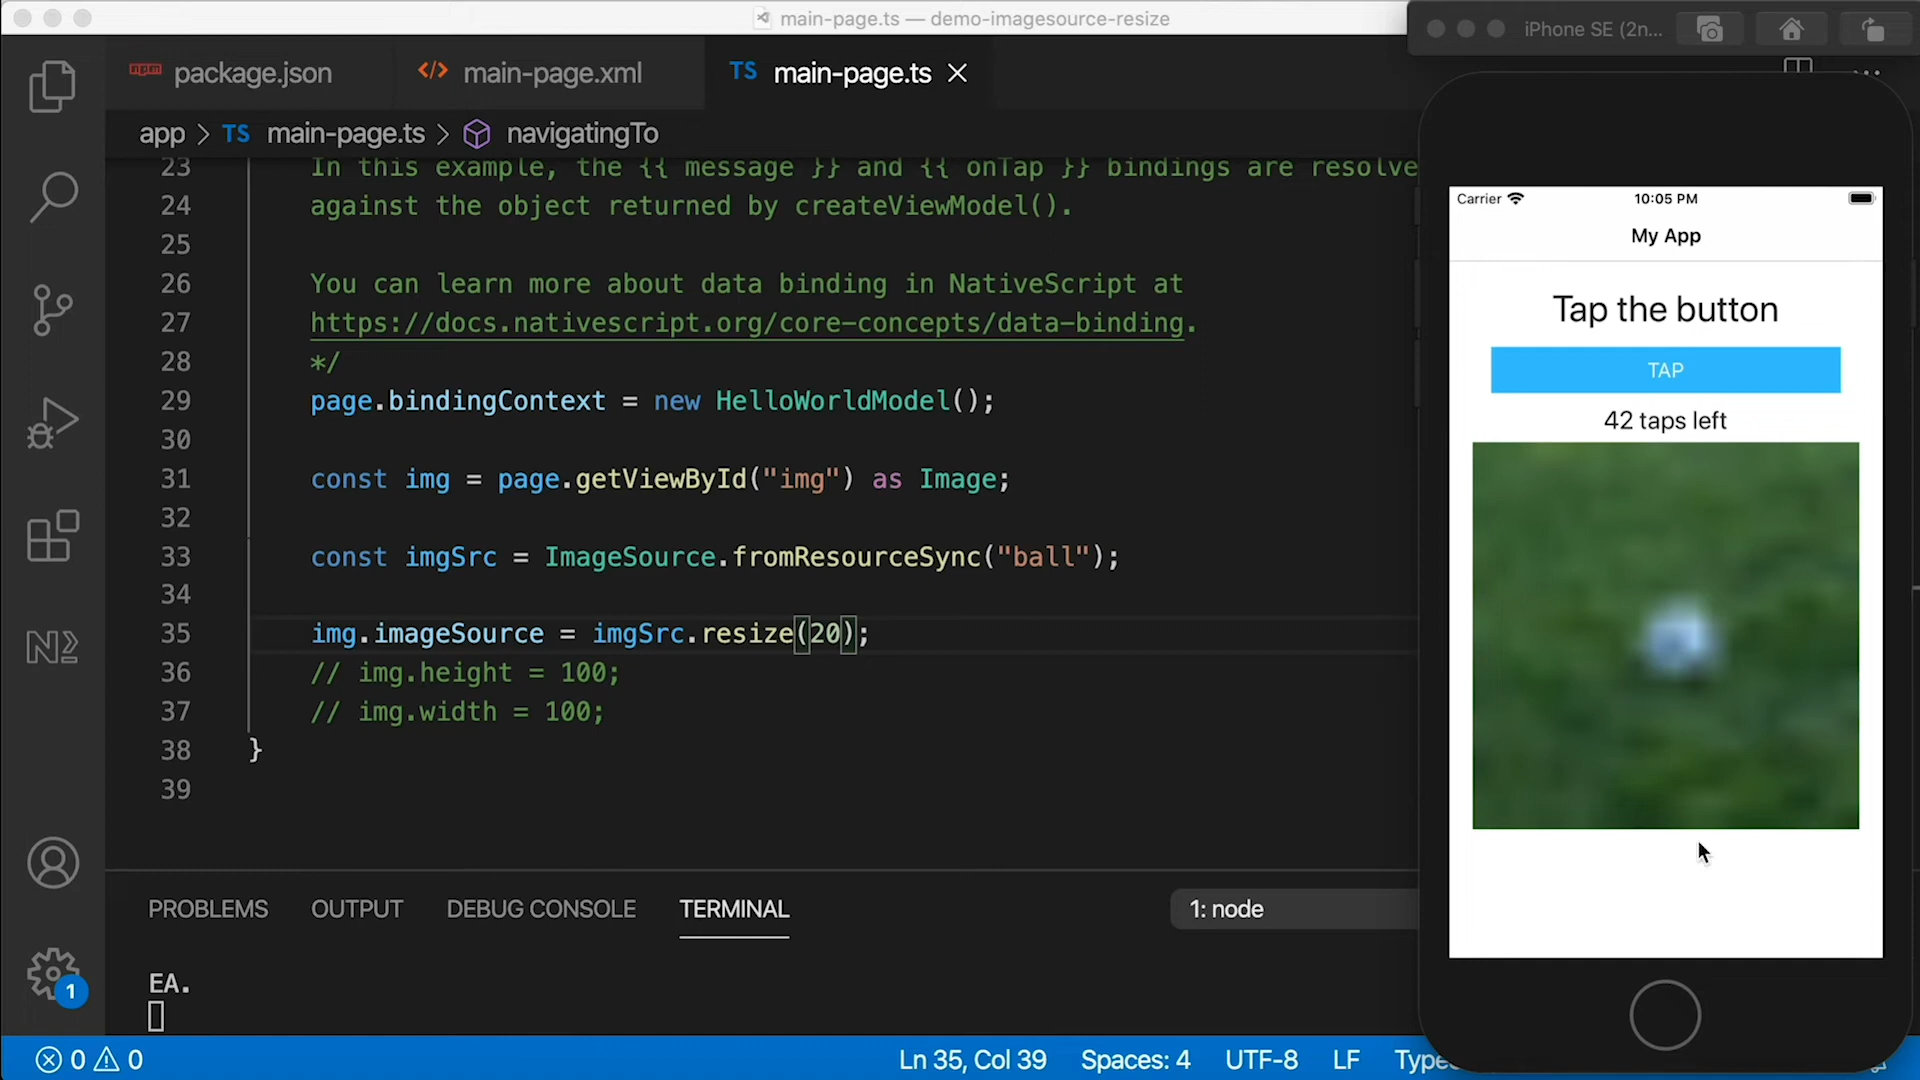 main-page.ts — demo-imagesource-resize
iPhone SE (2n...
package.json
main-page.xml
TS main-page.ts
app > TS main-page.ts > navigatingTo
23 In this example, the {{ message }} and {{ onTap }} bindings are resolve
24 against the object returned by createViewModel().
25
26 You can learn more about data binding in NativeScript at
27 https://docs.nativescript.org/core-concepts/data-binding.
28 */
29 page.bindingContext = new HelloWorldModel();
30
31 const img = page.getViewById("img") as Image;
32
33 const imgSrc = ImageSource.fromResourceSync("ball");
34
35 img.imageSource = imgSrc.resize(20);
36 // img.height = 100;
37 // img.width = 100;
38 }
39
PROBLEMS OUTPUT DEBUG CONSOLE TERMINAL
1: node
EA.
1
0 0
Ln 35, Col 39 Spaces: 4 UTF-8 LF Type
Carrier 10:05 PM
My App
Tap the button
TAP
42 taps left